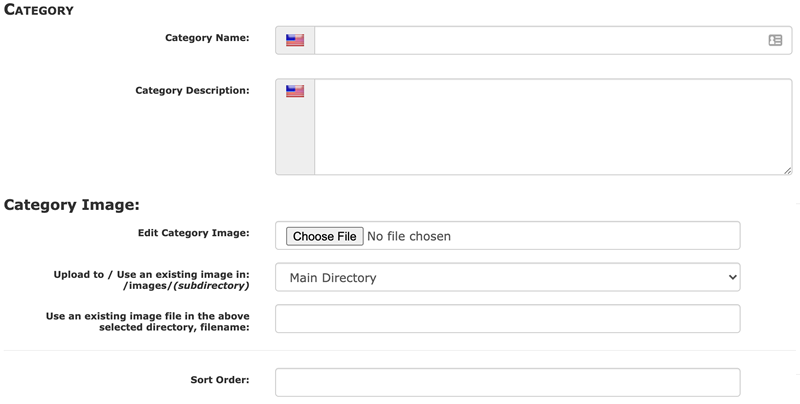 CATEGORY
Category Name:
Category Description:
Category Image:
Edit Category Image:
Choose File No file chosen
Upload to / Use an existing image in:
/images/(subdirectory)
Main Directory
Use an existing image file in the above
selected directory, filename:
Sort Order: